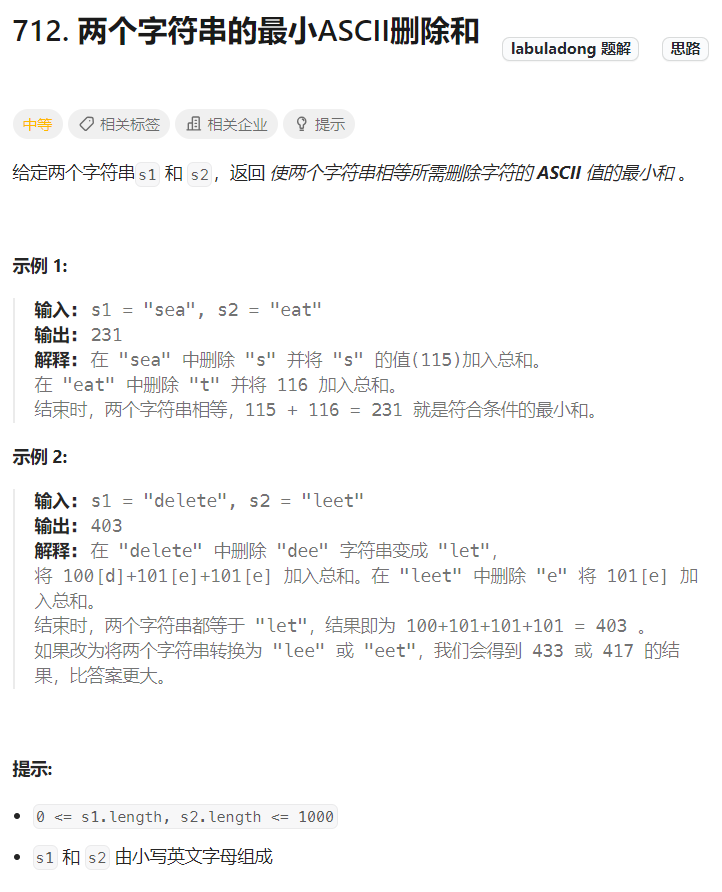 712. 两个字符串的最小ASCII删除和
labuladong 题解
思路
中等
相关标签
相关企业
提示
给定两个字符串s1 和 s2，返回 使两个字符串相等所需删除字符的 ASCII 值的最小和 。
示例 1:
输入: s1 = "sea", s2 = "eat"
输出: 231
解释: 在 "sea" 中删除 "s" 并将 "s" 的值(115)加入总和。
在 "eat" 中删除 "t" 并将 116 加入总和。
结束时，两个字符串相等，115 + 116 = 231 就是符合条件的最小和。
示例 2:
输入: s1 = "delete", s2 = "leet"
输出: 403
解释: 在 "delete" 中删除 "dee" 字符串变成 "let"，
将 100[d]+101[e]+101[e] 加入总和。在 "leet" 中删除 "e" 将 101[e] 加
入总和。
结束时，两个字符串都等于 "let"，结果即为 100+101+101+101 = 403 。
如果改为将两个字符串转换为 "lee" 或 "eet"，我们会得到 433 或 417 的结
果，比答案更大。
提示:
0 <= s1.length, s2.length <= 1000
s1 和 s2 由小写英文字母组成